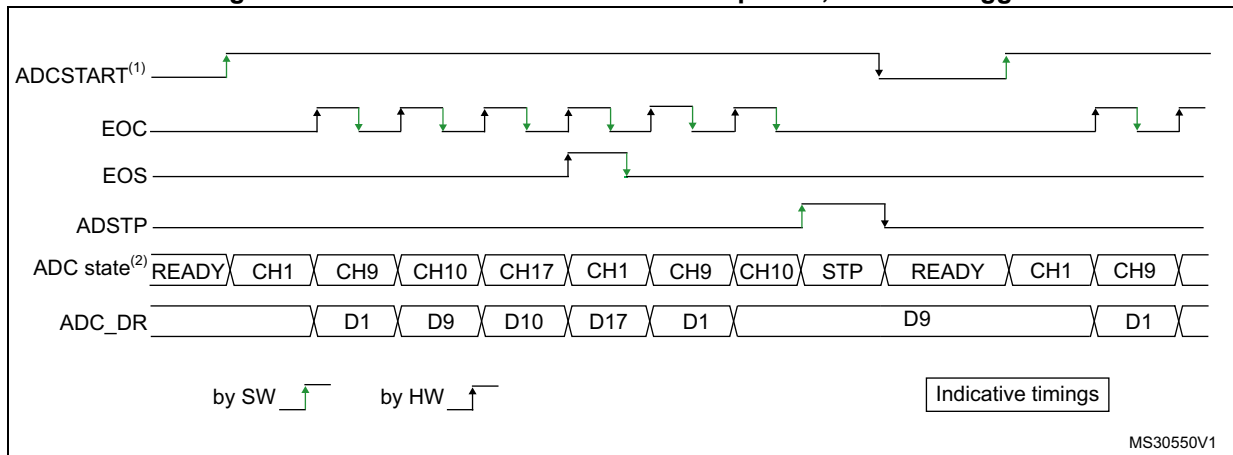 ADCSTART(1)
EOC
EOS
ADSTP
ADC state(2) READY CH1 CH9 CH10 CH17 CH1 CH9 CH10 STP READY CH1 CH9
ADC_DR D1 D9 D10 D17 D1 D9 D1
by SW by HW Indicative timings
MS30550V1